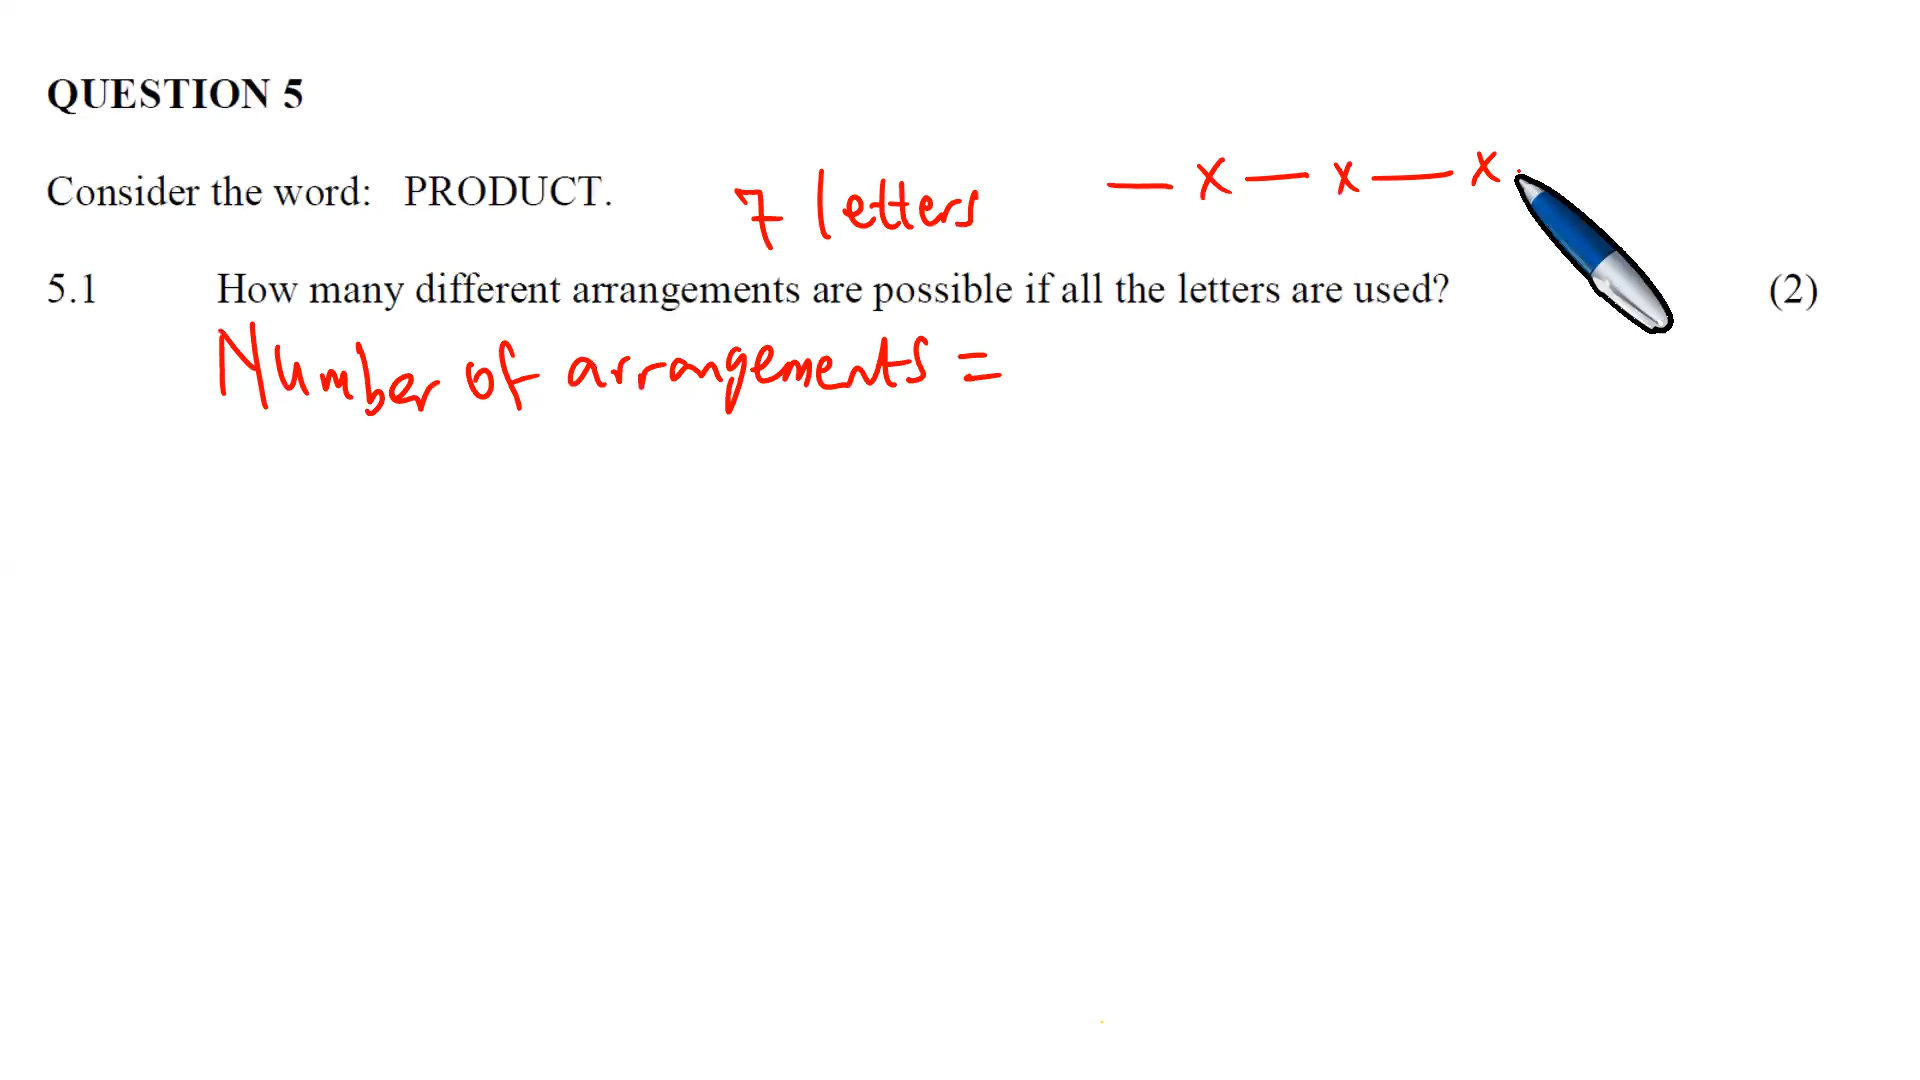 QUESTION 5
Consider the word: PRODUCT. 7 letters — x — x — x
5.1 How many different arrangements are possible if all the letters are used? (2)
Number of arrangements =